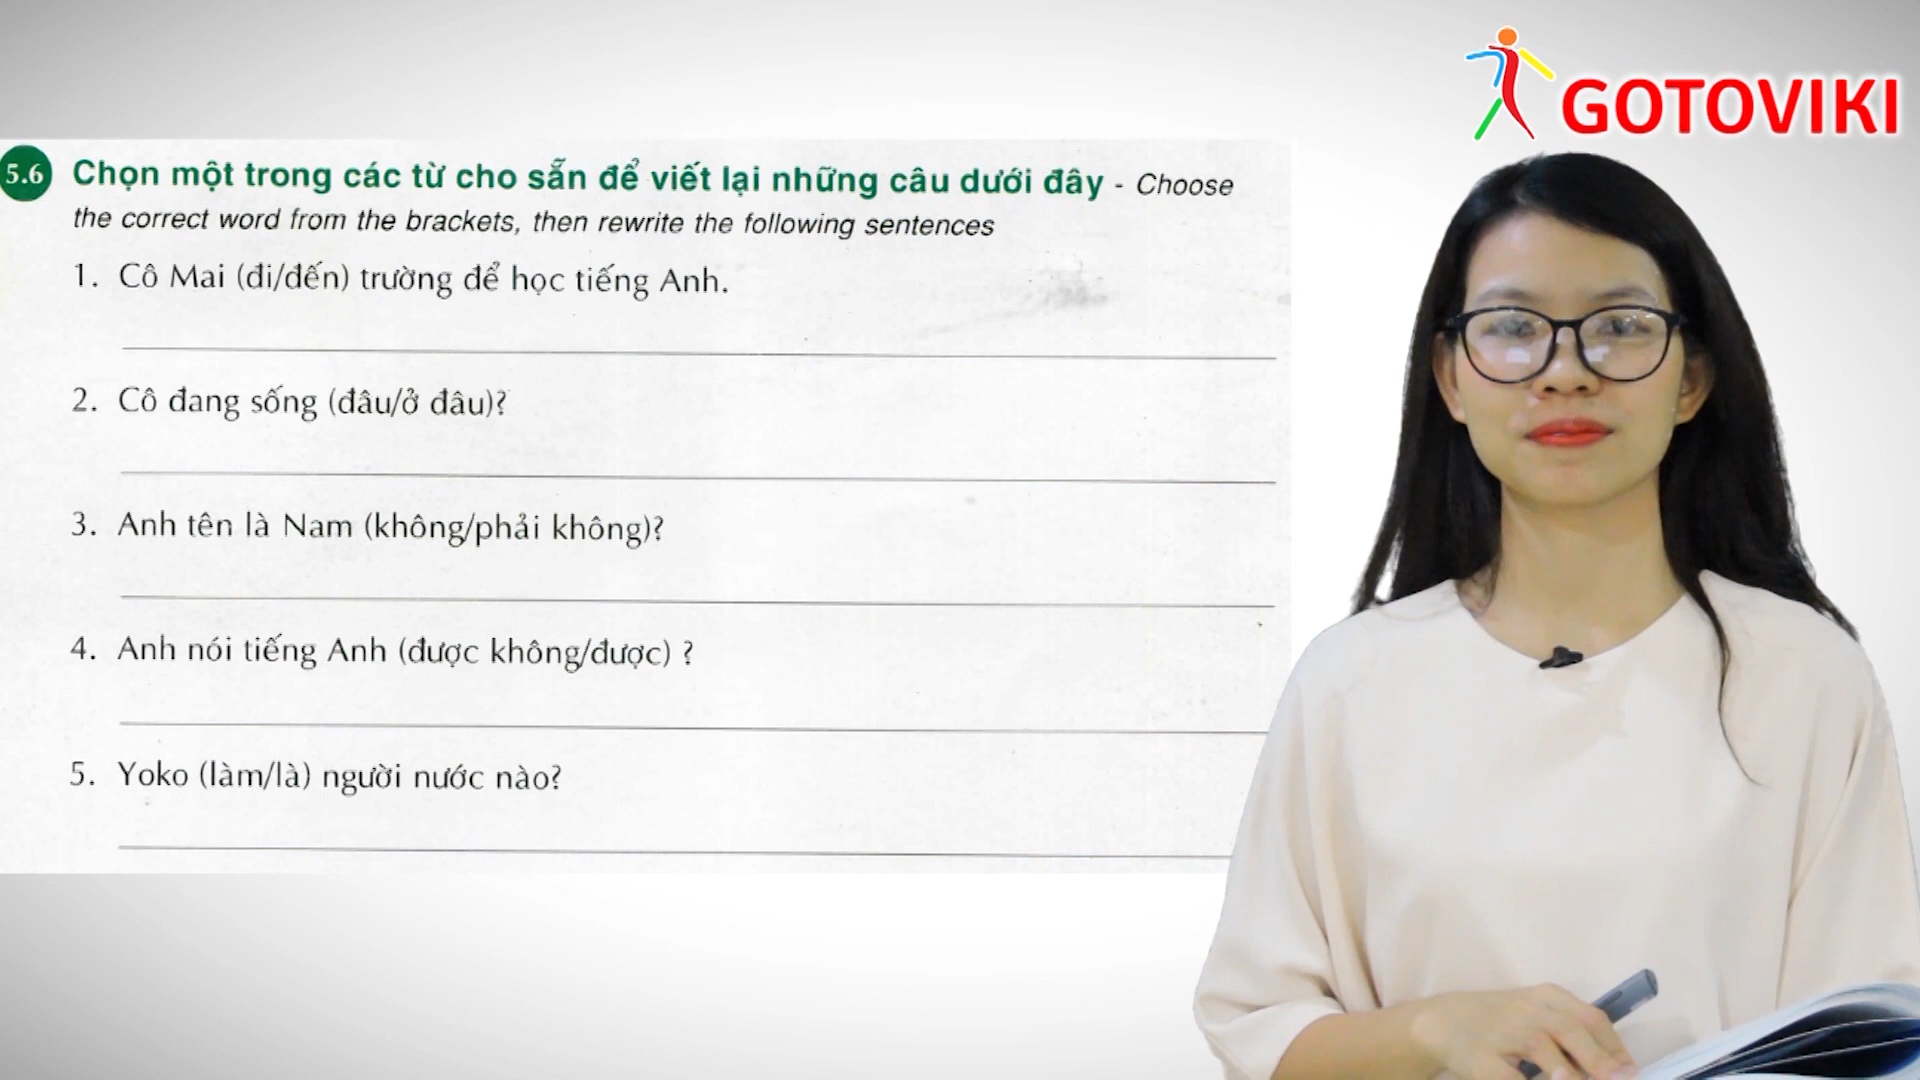 GOTOVIKI
5.6 Chọn một trong các từ cho sẵn để viết lại những câu dưới đây - Choose
the correct word from the brackets, then rewrite the following sentences
1. Cô Mai (đi/đến) trường để học tiếng Anh.
2. Cô đang sống (đâu/ở đâu)?
3. Anh tên là Nam (không/phải không)?
4. Anh nói tiếng Anh (được không/được) ?
5. Yoko (làm/là) người nước nào?